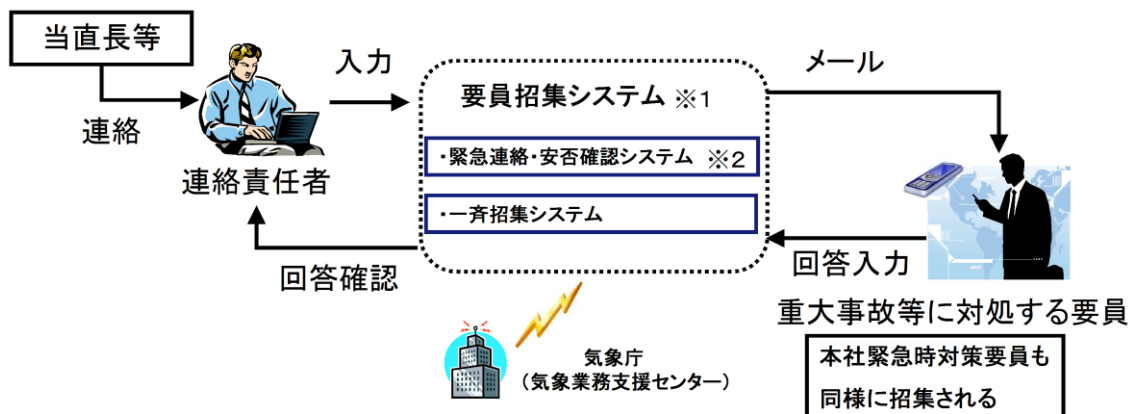 当直長等
連絡
連絡責任者
入力
要員招集システム ※1
・緊急連絡・安否確認システム ※2
・一斉招集システム
メール
回答入力
回答確認
重大事故等に対処する要員
本社緊急時対策要員も
同様に招集される
気象庁
（気象業務支援センター）